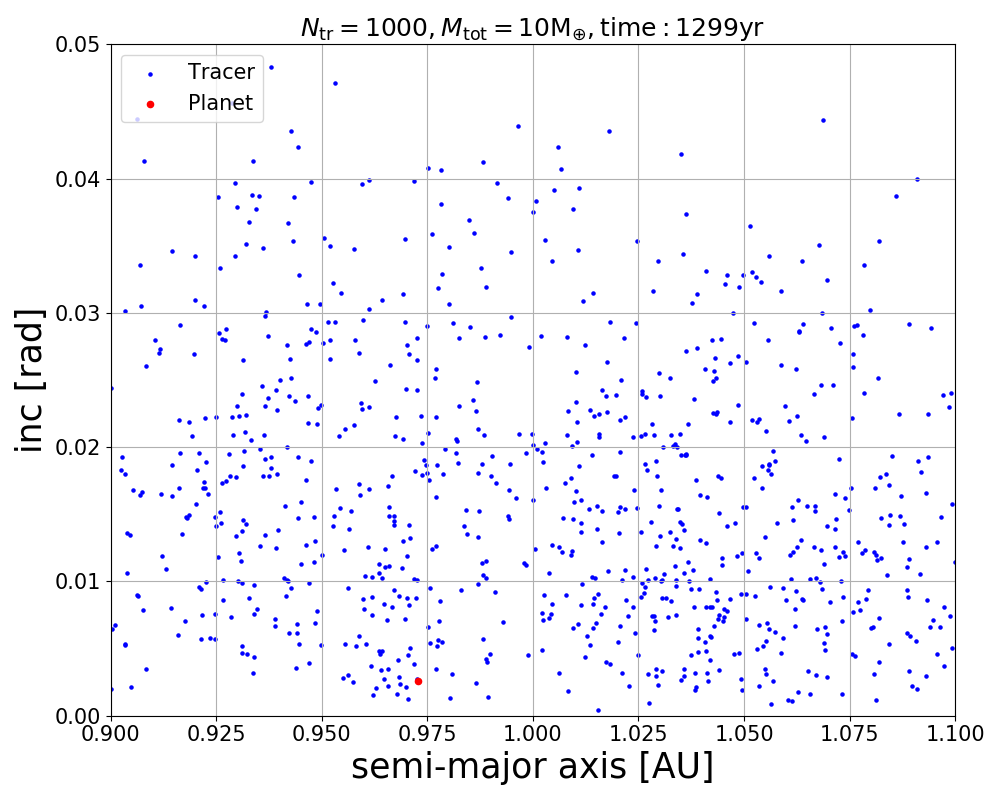 N_tr = 1000, M_tot = 10M_⊕, time : 1299yr
Tracer
Planet
inc [rad]
0.05
0.04
0.03
0.02
0.01
0.00
0.900 0.925 0.950 0.975 1.000 1.025 1.050 1.075 1.100
semi-major axis [AU]